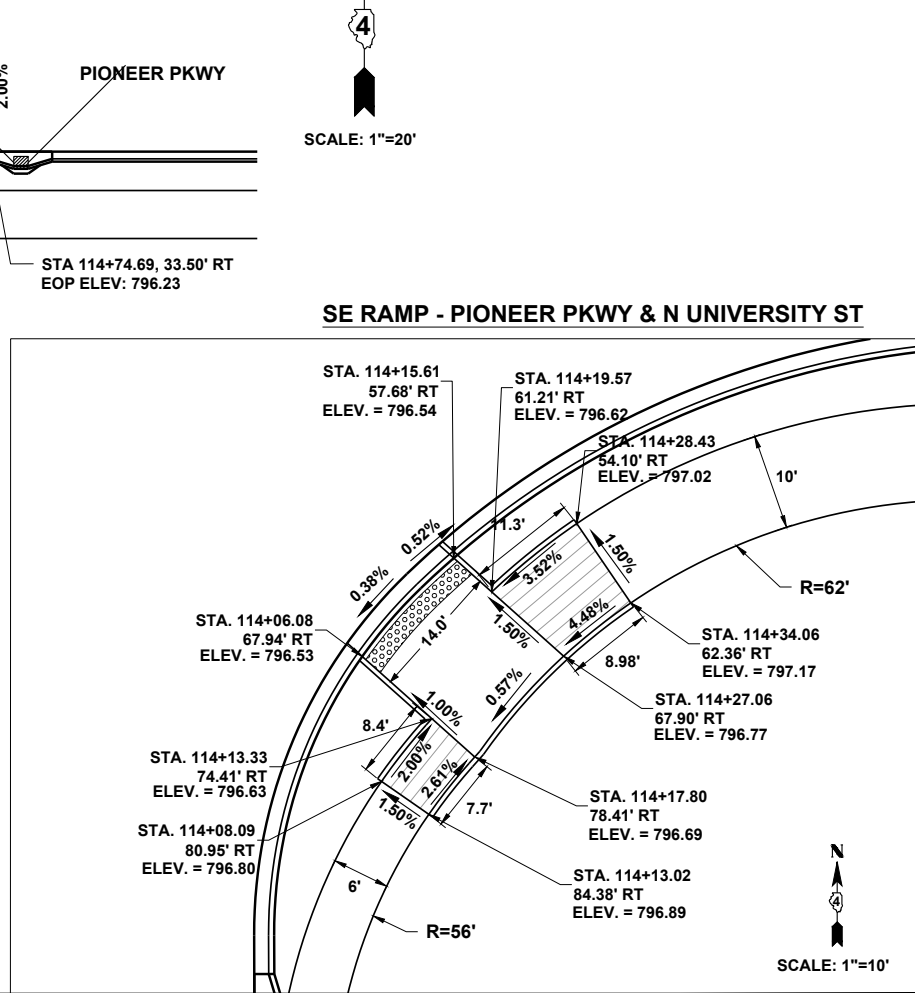 2.00%
PIONEER PKWY
4
SCALE: 1"=20'
STA 114+74.69, 33.50' RT
EOP ELEV: 796.23
SE RAMP - PIONEER PKWY & N UNIVERSITY ST
STA. 114+15.61
57.68' RT
ELEV. = 796.54
STA. 114+19.57
61.21' RT
ELEV. = 796.62
STA. 114+28.43
54.10' RT
ELEV. = 797.02
10'
11.3'
0.52%
0.38%
3.52%
1.50%
4.48%
1.50%
R=62'
14.0'
STA. 114+06.08
67.94' RT
ELEV. = 796.53
STA. 114+34.06
62.36' RT
ELEV. = 797.17
8.98'
0.57%
1.00%
STA. 114+27.06
67.90' RT
ELEV. = 796.77
8.4'
2.00%
2.61%
STA. 114+13.33
74.41' RT
ELEV. = 796.63
1.50%
7.7'
STA. 114+17.80
78.41' RT
ELEV. = 796.69
STA. 114+08.09
80.95' RT
ELEV. = 796.80
STA. 114+13.02
84.38' RT
ELEV. = 796.89
6'
R=56'
N
4
SCALE: 1"=10'